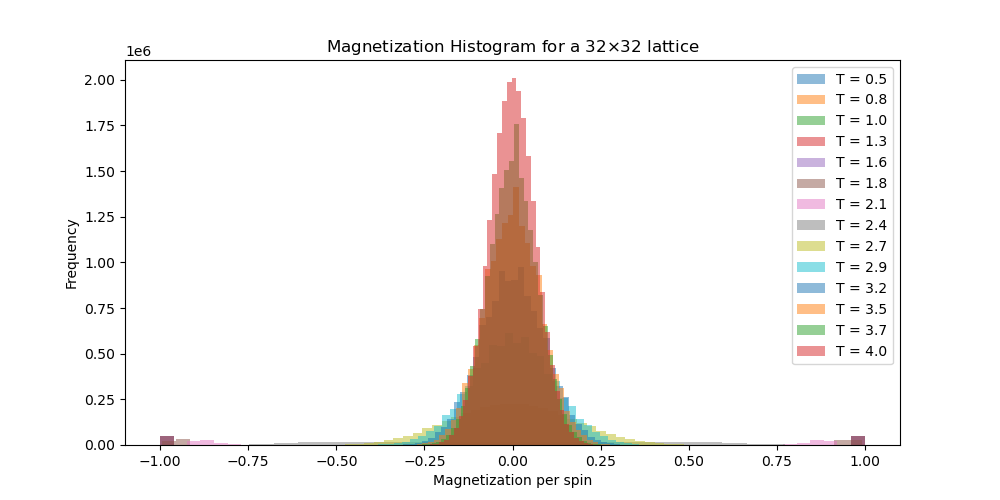 Magnetization Histogram for a 32×32 lattice
1e6
2.00
1.75
1.50
1.25
1.00
0.75
0.50
0.25
0.00
Frequency
−1.00 −0.75 −0.50 −0.25 0.00 0.25 0.50 0.75 1.00
Magnetization per spin
T = 0.5
T = 0.8
T = 1.0
T = 1.3
T = 1.6
T = 1.8
T = 2.1
T = 2.4
T = 2.7
T = 2.9
T = 3.2
T = 3.5
T = 3.7
T = 4.0